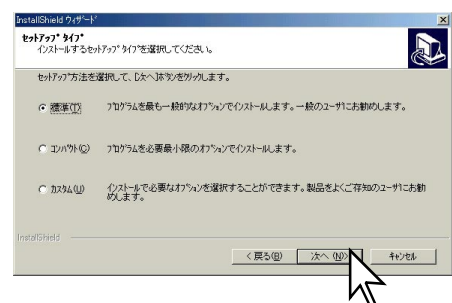 InstallShield ウィザード
セットアップ タイプ
インストールするセットアップ タイプを選択してください。
セットアップ方法を選択して、[次へ]ボタンをクリックします。
標準(T)
プログラムを最も一般的なオプションでインストールします。一般のユーザにお勧めします。
コンパクト(C)
プログラムを必要最小限のオプションでインストールします。
カスタム(U)
インストールで必要なオプションを選択することができます。製品をよくご存知のユーザにお勧
めします。
InstallShield
< 戻る(B)
次へ (N)>
キャンセル